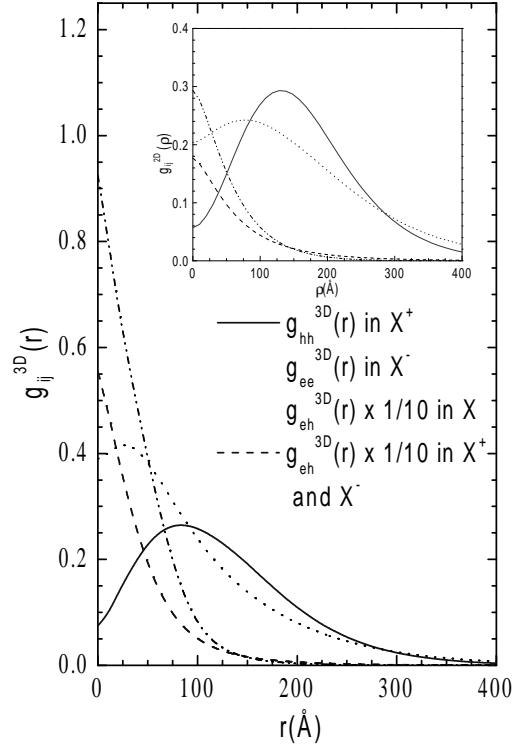 1.2
1.0
0.8
0.6
0.4
0.2
0.0
0 100 200 300 400
r(Å)
g_ij^3D(r)
0.4
0.3
0.2
0.1
0.0
0 100 200 300 400
ρ(Å)
g_ij^2D(ρ)
g_hh^3D(r) in X^+
g_ee^3D(r) in X^-
g_eh^3D(r) x 1/10 in X
g_eh^3D(r) x 1/10 in X^+
and X^-